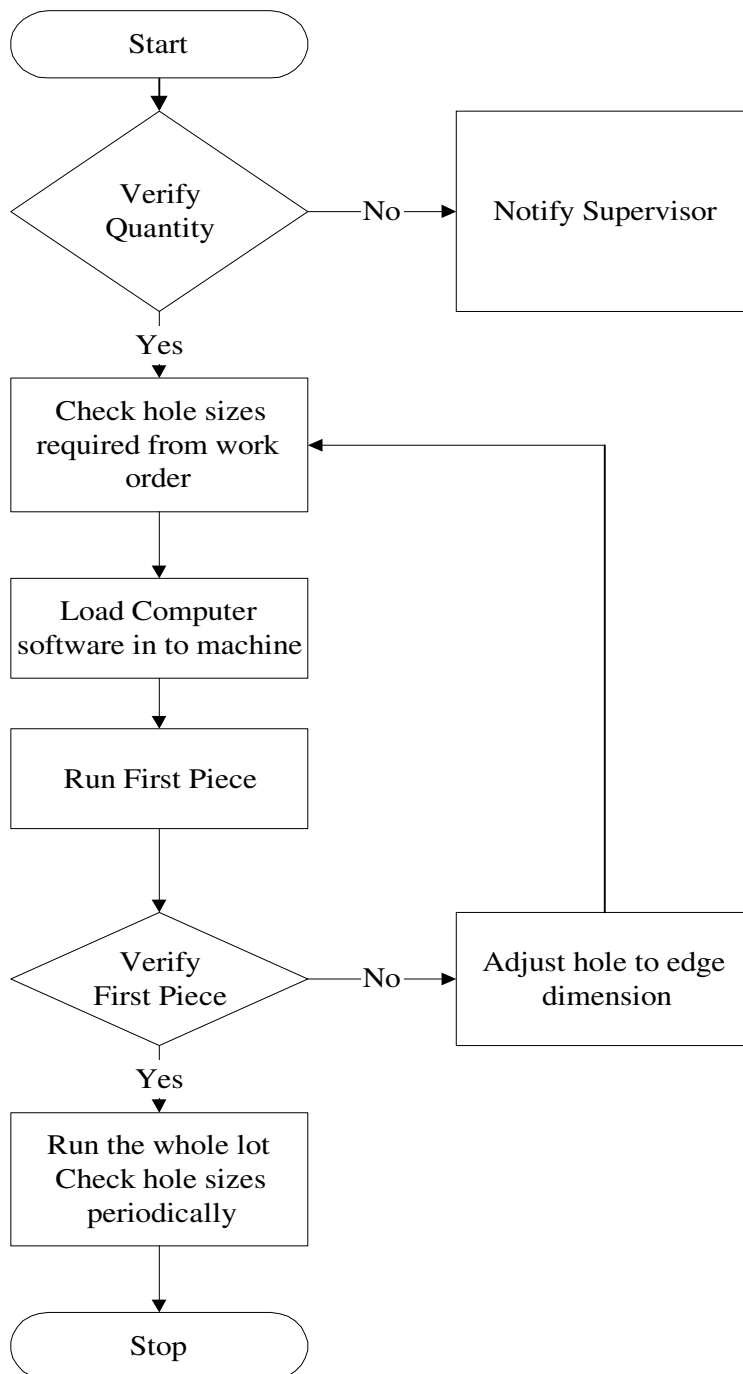 Start
Verify
Quantity
No
Notify Supervisor
Yes
Check hole sizes
required from work
order
Load Computer
software in to machine
Run First Piece
Verify
First Piece
No
Adjust hole to edge
dimension
Yes
Run the whole lot
Check hole sizes
periodically
Stop